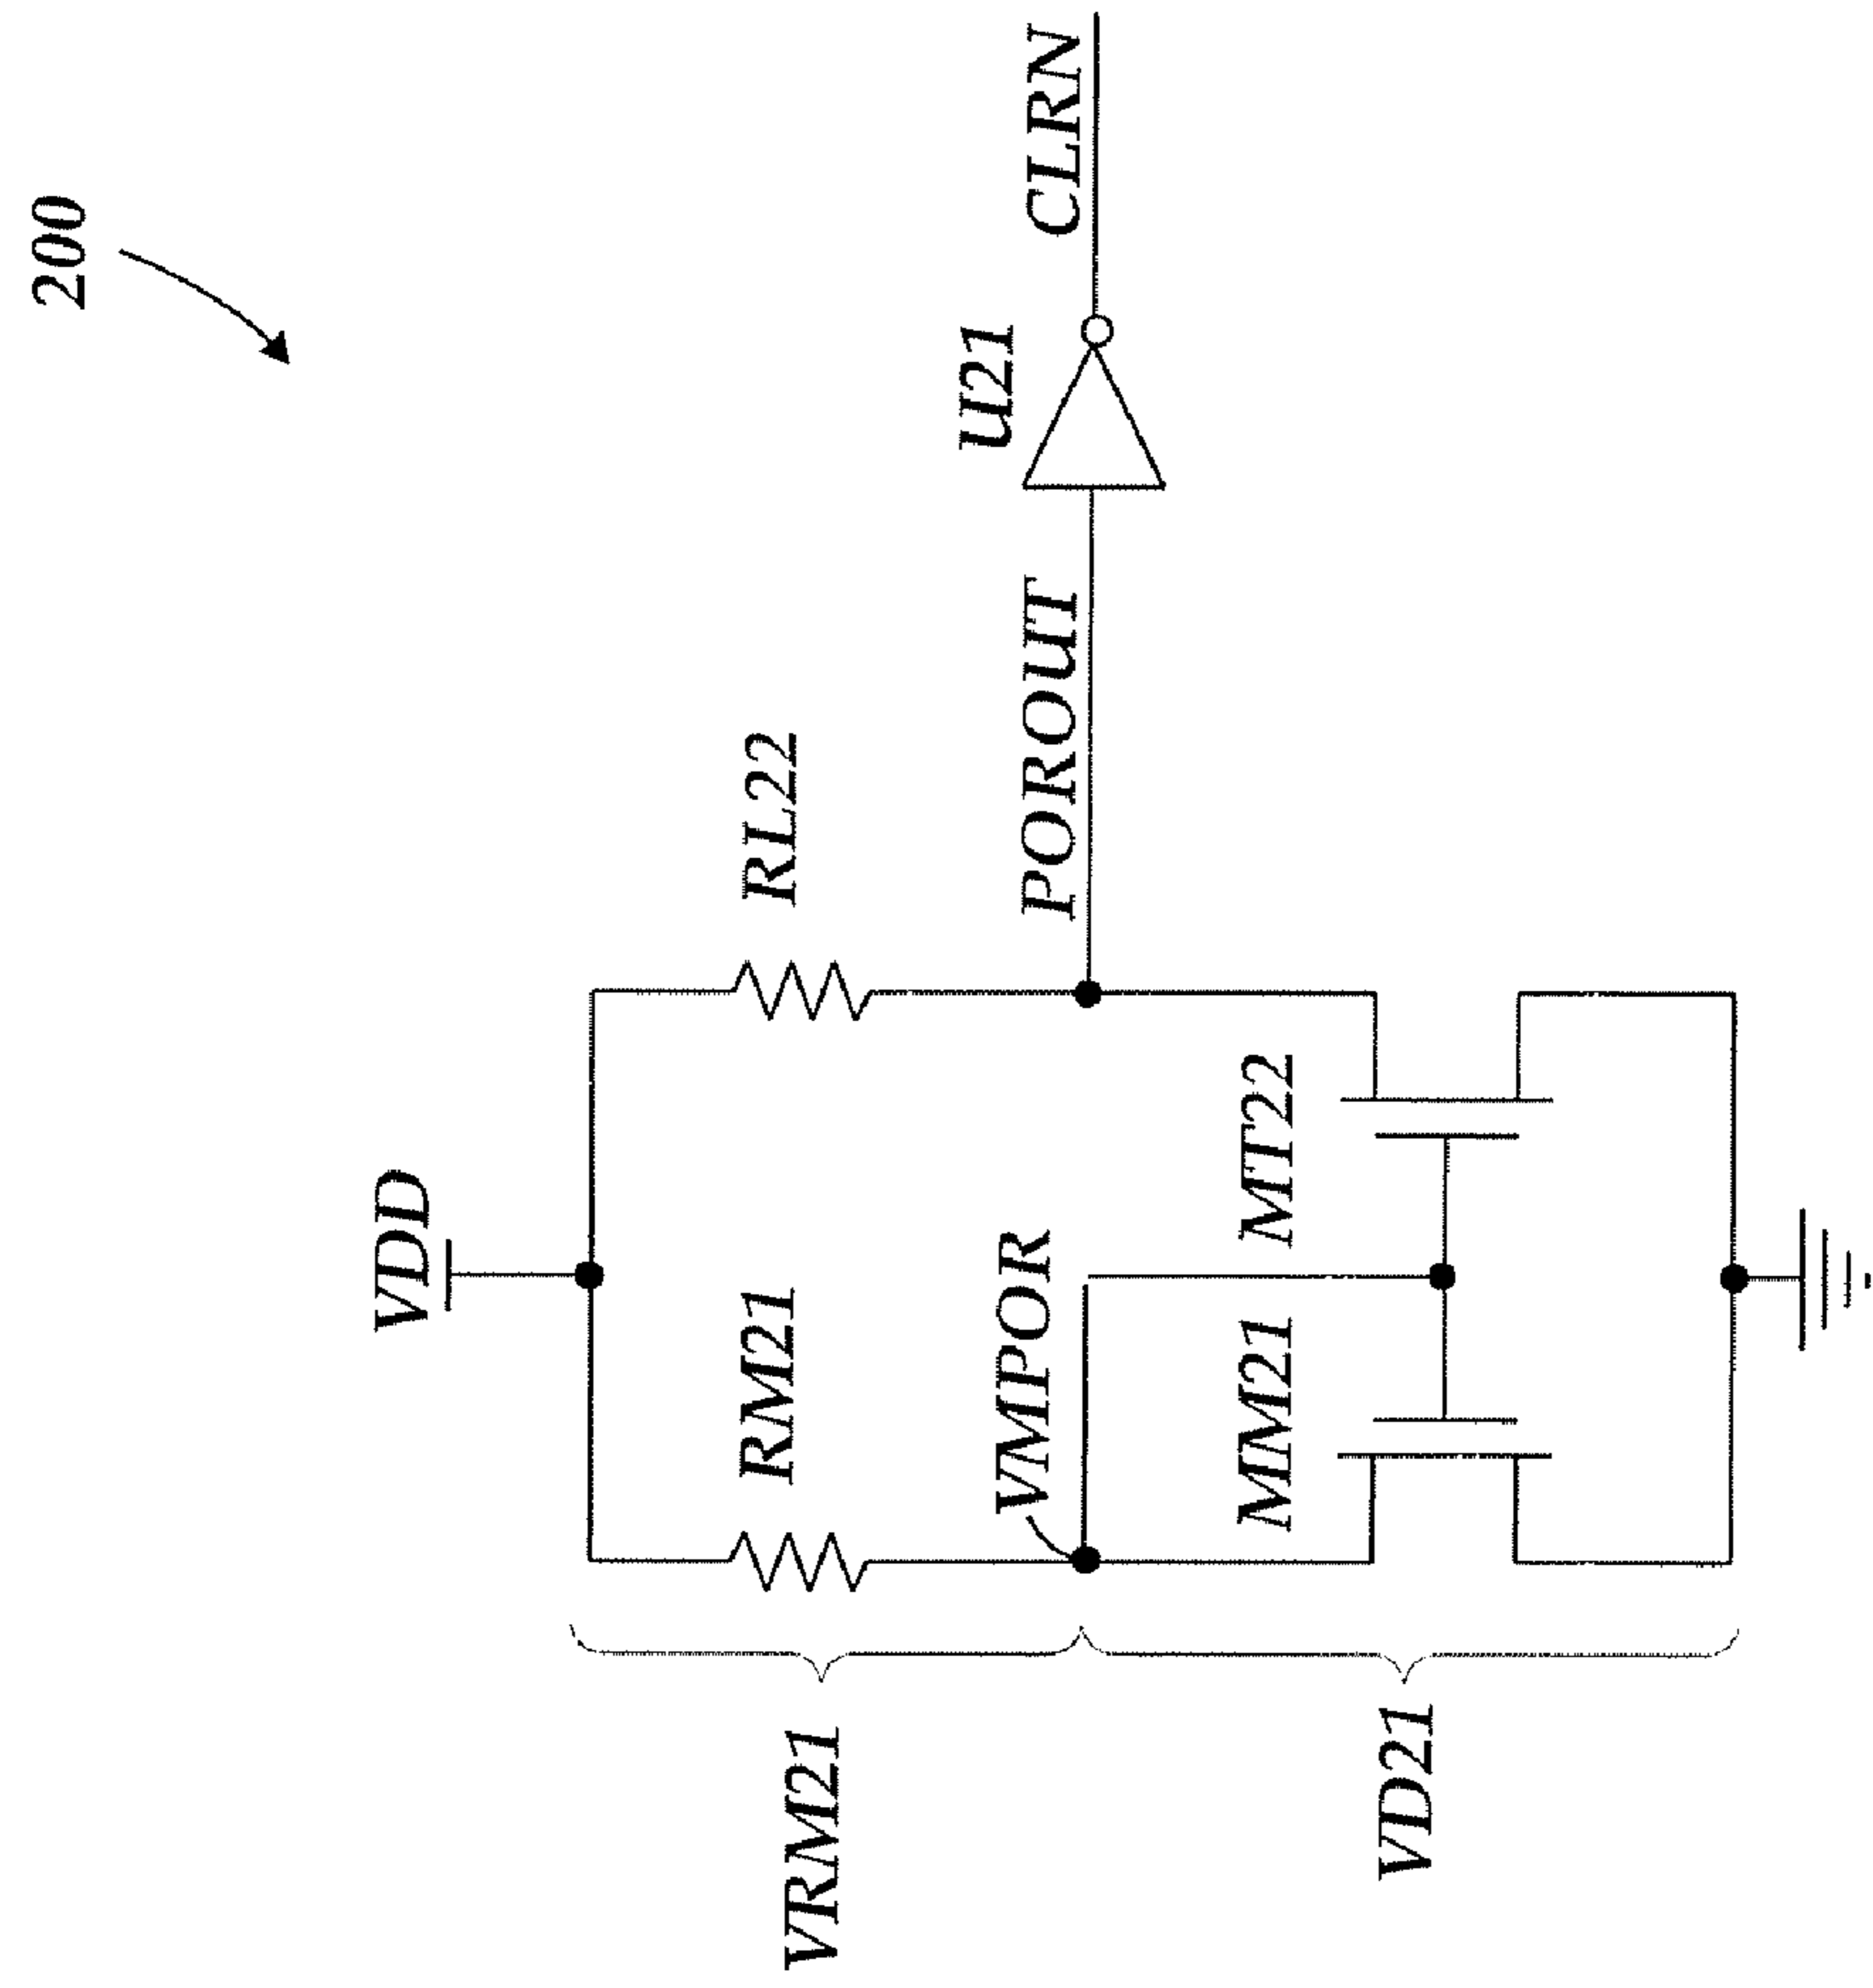 200
VDD
RM21
RL22
VRM21
VMPOR
POROUT
U21
CLRN
MM21
MT22
VD21